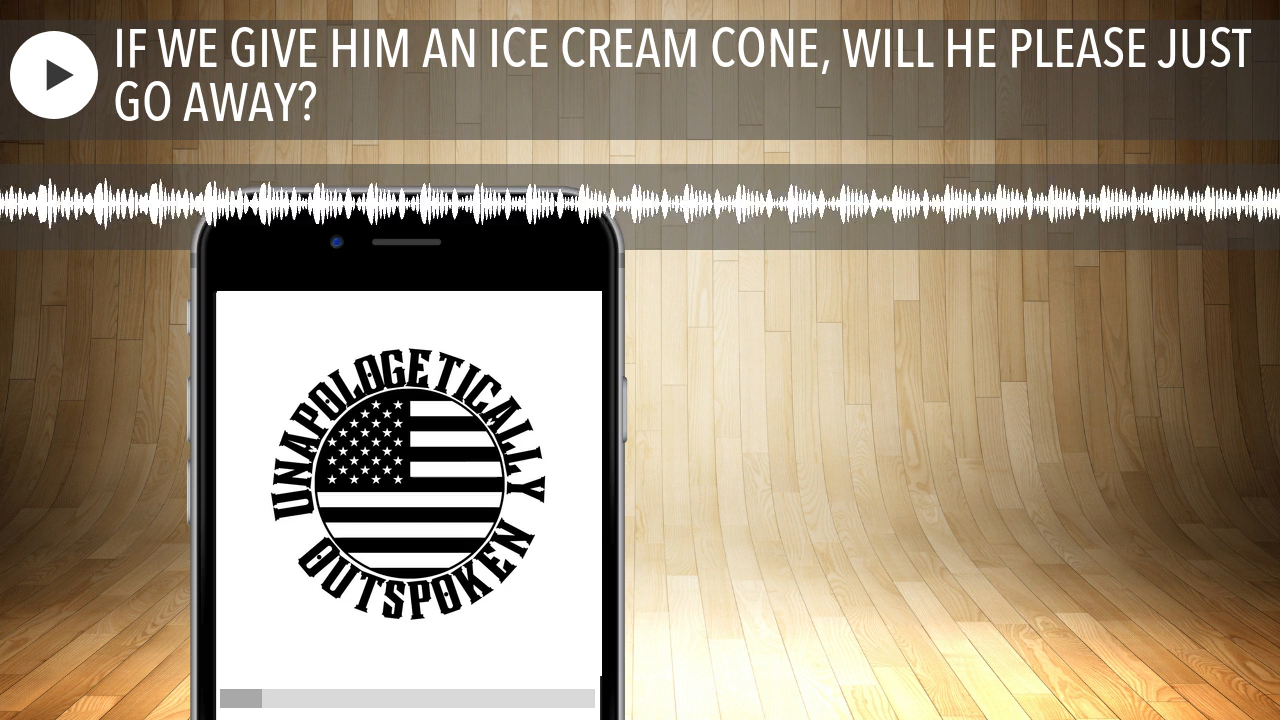 IF WE GIVE HIM AN ICE CREAM CONE, WILL HE PLEASE JUST
GO AWAY?
UNAPOLOGETICALLY
OUTSPOKEN